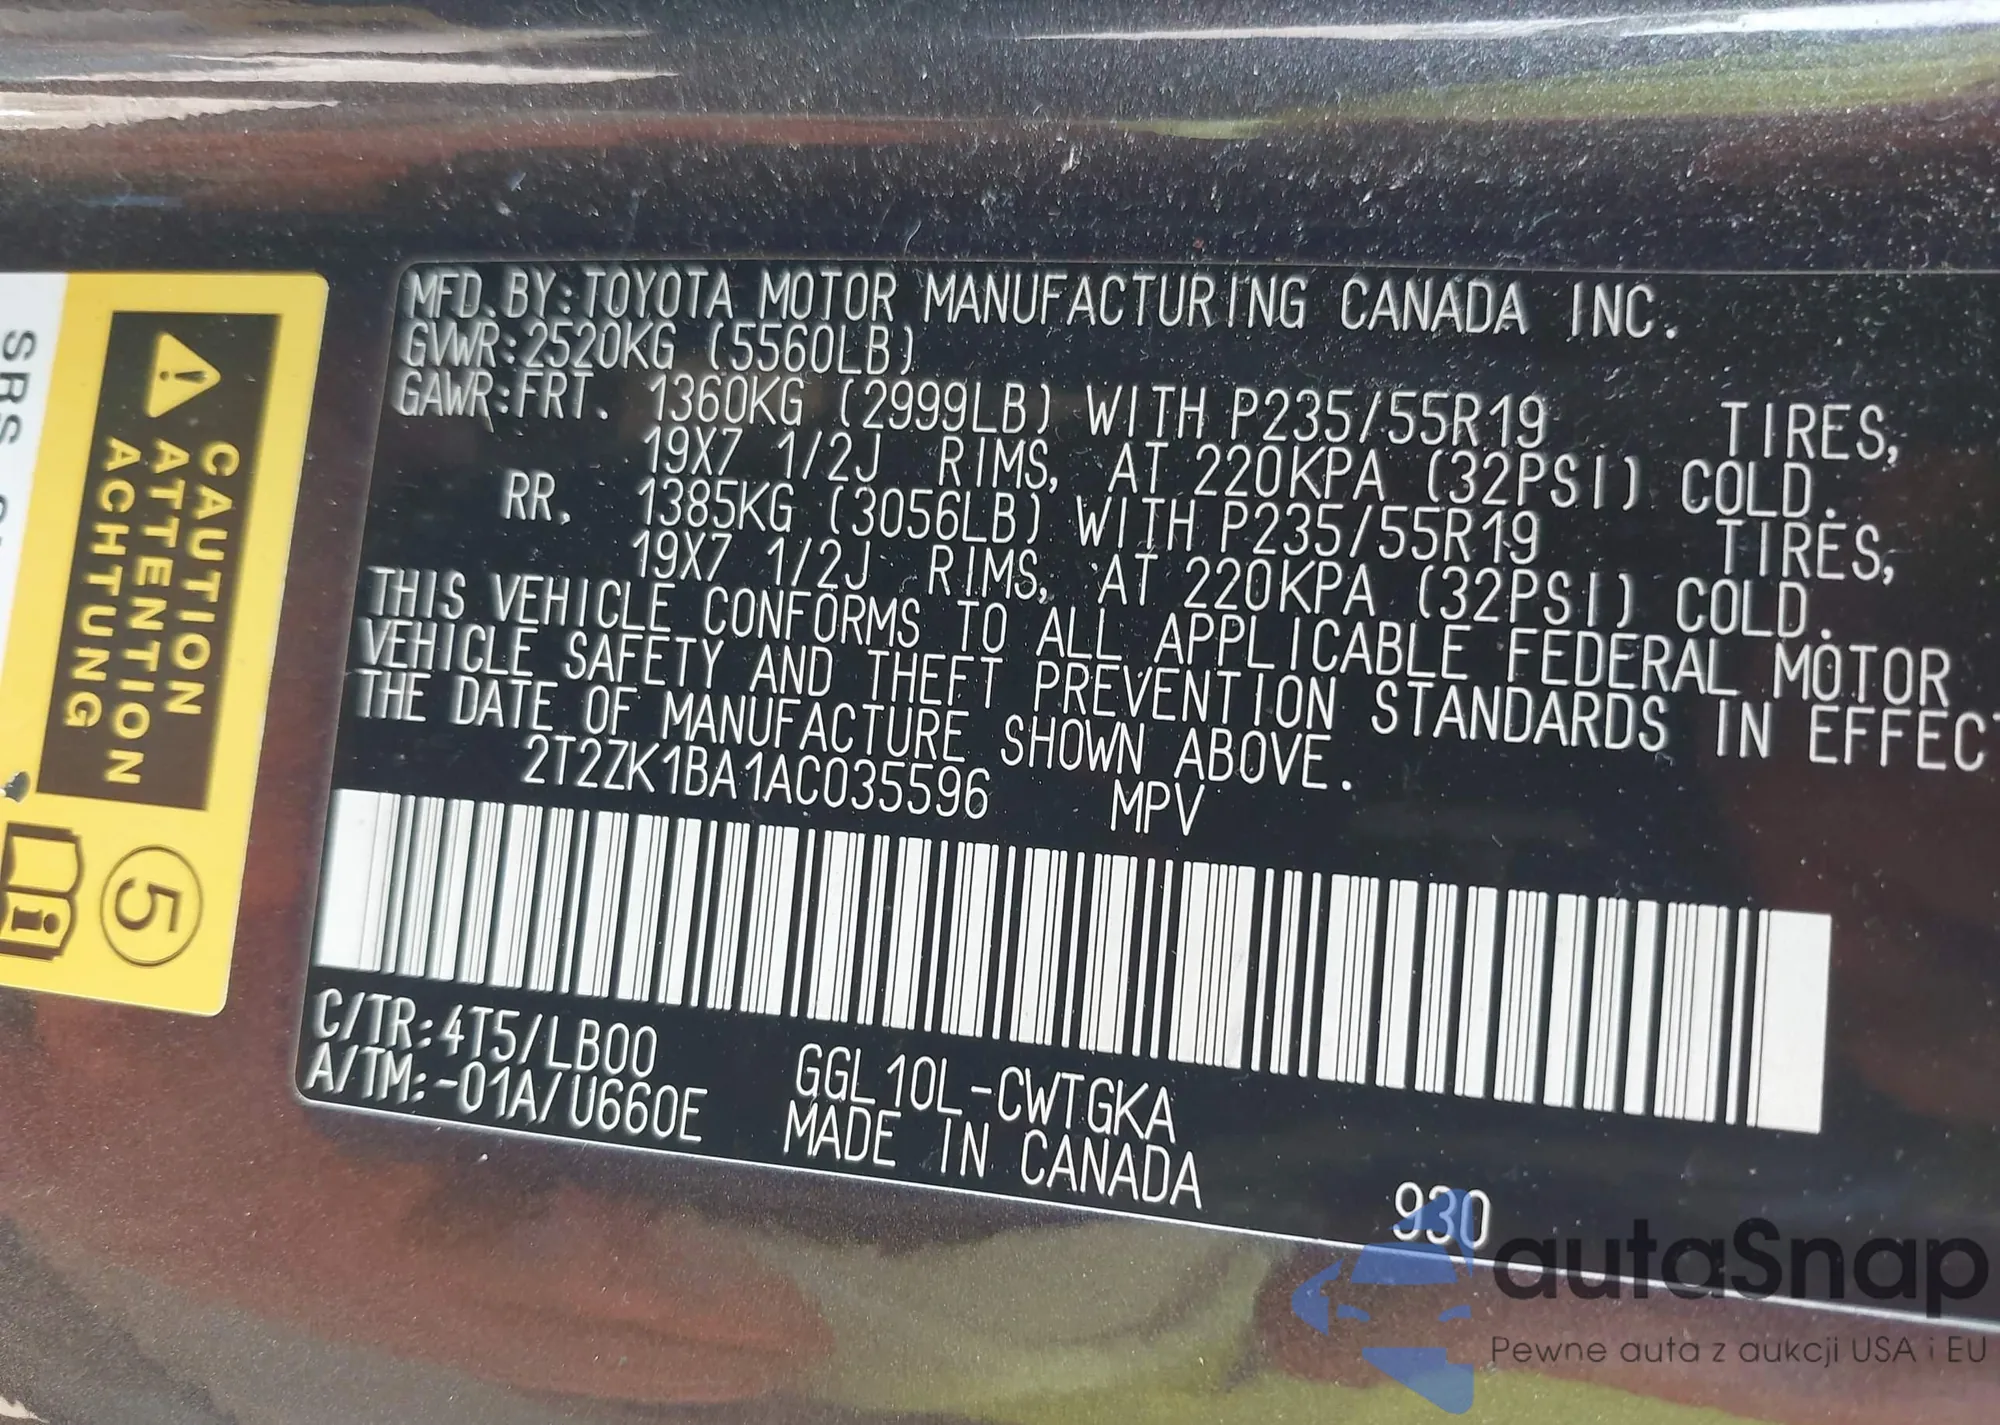 MFD. BY:TOYOTA MOTOR MANUFACTURING CANADA INC.
GVWR:2520KG (5560LB)
GAWR:FRT. 1360KG (2999LB) WITH P235/55R19 TIRES,
19X7 1/2J RIMS, AT 220KPA (32PSI) COLD.
RR. 1385KG (3056LB) WITH P235/55R19 TIRES,
19X7 1/2J RIMS, AT 220KPA (32PSI) COLD.
THIS VEHICLE CONFORMS TO ALL APPLICABLE FEDERAL MOTOR
VEHICLE SAFETY AND THEFT PREVENTION STANDARDS IN EFFECT
THE DATE OF MANUFACTURE SHOWN ABOVE.
2T2ZK1BA1AC035596 MPV
C/TR:4T5/LB00 GGL10L-CWTGKA
A/TM:-01A/U660E MADE IN CANADA
930
CAUTION
ATTENTION
ACHTUNG
5
SRS
autaSnap
Pewne auta z aukcji USA i EU